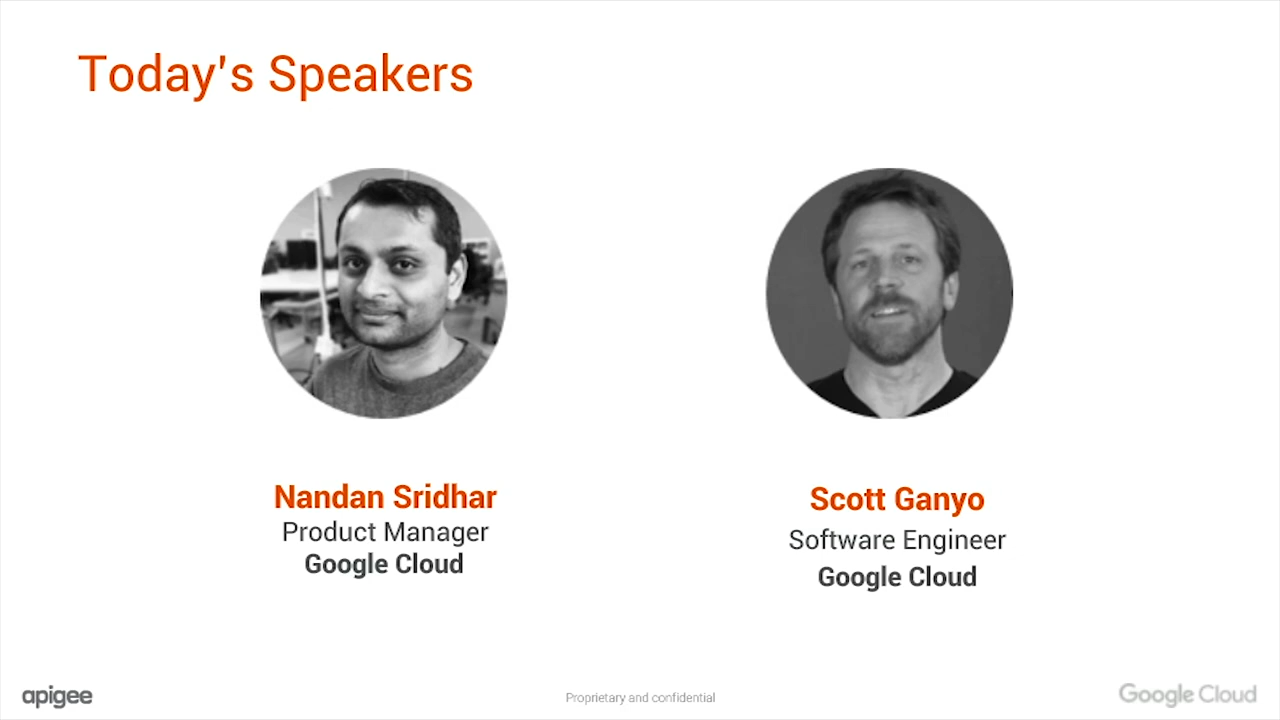 Today's Speakers
Nandan Sridhar
Product Manager
Google Cloud
Scott Ganyo
Software Engineer
Google Cloud
apigee
Proprietary and confidential
Google Cloud